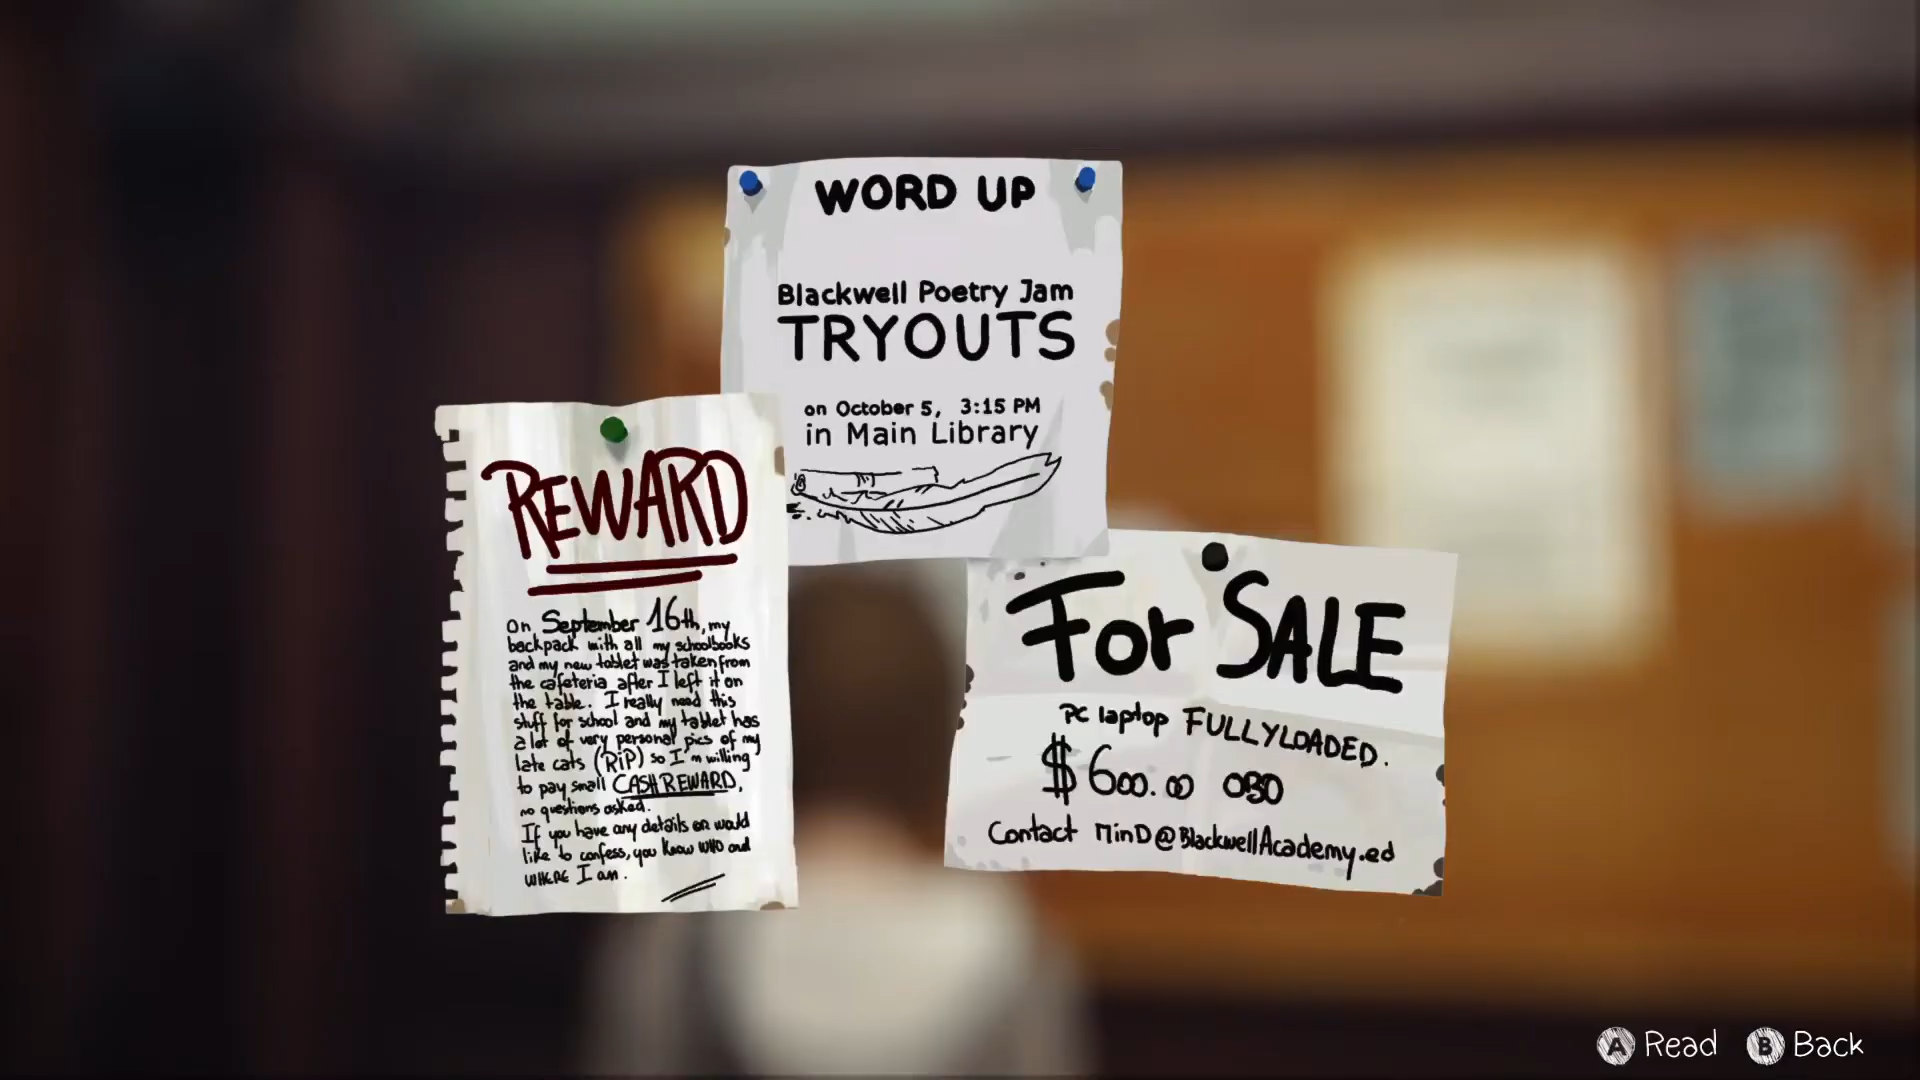 WORD UP
Blackwell Poetry Jam
TRYOUTS
on October 5, 3:15 PM
in Main Library
REWARD
On September 16th, my
backpack with all my schoolbooks
and my new tablet was taken from
the cafeteria after I left it on
the table. I really need this
stuff for school and my tablet has
a lot of very personal pics of my
late cats (RiP) so I'm willing
to pay small CASH REWARD,
no questions asked.
If you have any details or would
like to confess, you know WHO and
WHERE I am.
For SALE
PC laptop FULLY LOADED.
$600.00 OBO
Contact MinD@BlackwellAcademy.ed
A Read B Back